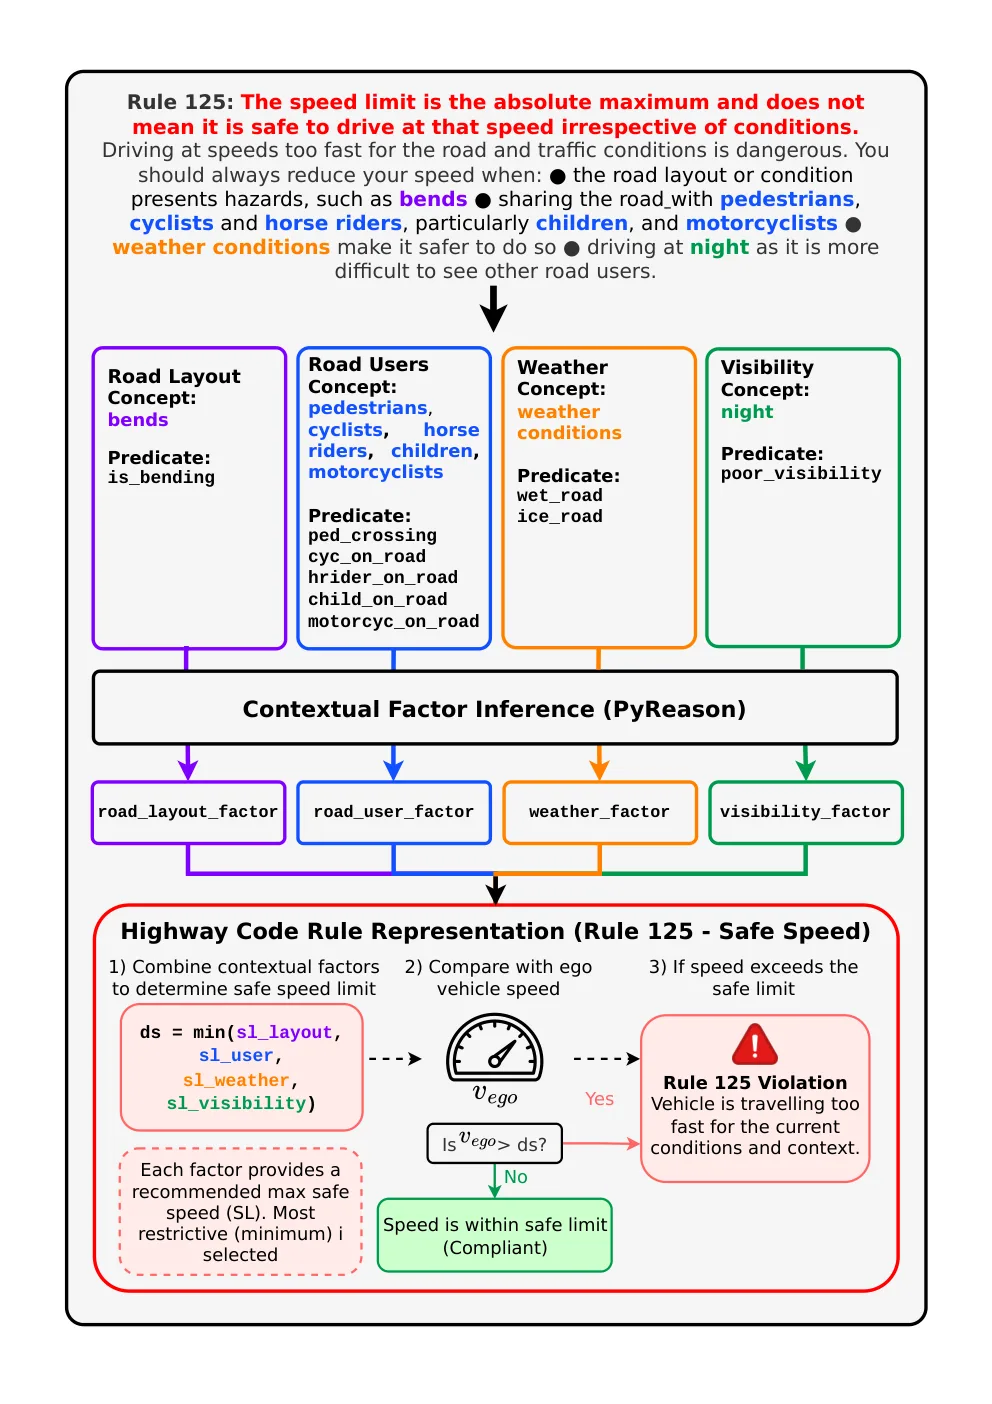 Rule 125: The speed limit is the absolute maximum and does not
mean it is safe to drive at that speed irrespective of conditions.
Driving at speeds too fast for the road and traffic conditions is dangerous. You
should always reduce your speed when: ● the road layout or condition
presents hazards, such as bends ● sharing the road with pedestrians,
cyclists and horse riders, particularly children, and motorcyclists ●
weather conditions make it safer to do so ● driving at night as it is more
difficult to see other road users.
Road Layout
Concept:
bends
Predicate:
is_bending
Road Users
Concept:
pedestrians,
cyclists, horse
riders, children,
motorcyclists
Predicate:
ped_crossing
cyc_on_road
hrider_on_road
child_on_road
motorcyc_on_road
Weather
Concept:
weather
conditions
Predicate:
wet_road
ice_road
Visibility
Concept:
night
Predicate:
poor_visibility
Contextual Factor Inference (PyReason)
road_layout_factor
road_user_factor
weather_factor
visibility_factor
Highway Code Rule Representation (Rule 125 - Safe Speed)
1) Combine contextual factors
to determine safe speed limit
ds = min(sl_layout,
sl_user,
sl_weather,
sl_visibility)
Each factor provides a
recommended max safe
speed (SL). Most
restrictive (minimum) i
selected
2) Compare with ego
vehicle speed
v_ego
Is v_ego > ds?
Yes
No
Speed is within safe limit
(Compliant)
3) If speed exceeds the
safe limit
Rule 125 Violation
Vehicle is travelling too
fast for the current
conditions and context.